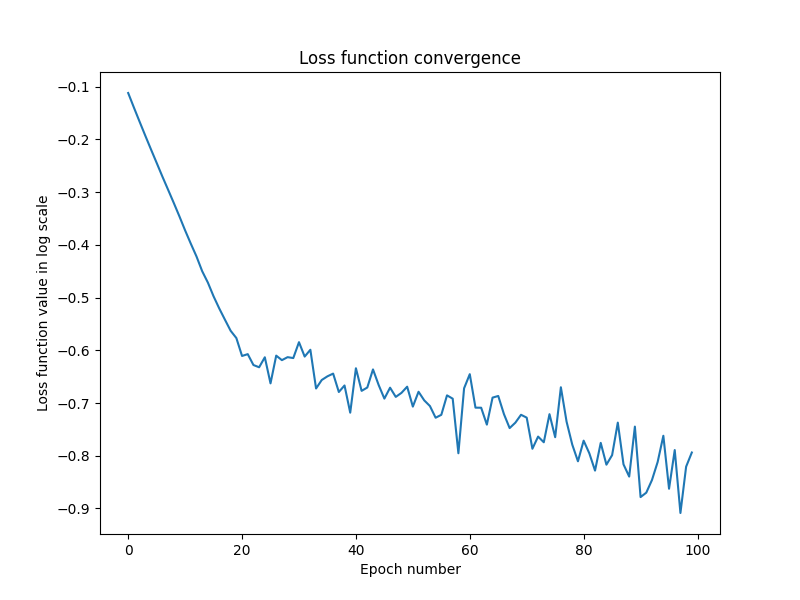 Loss function convergence
Loss function value in log scale
−0.1
−0.2
−0.3
−0.4
−0.5
−0.6
−0.7
−0.8
−0.9
0 20 40 60 80 100
Epoch number